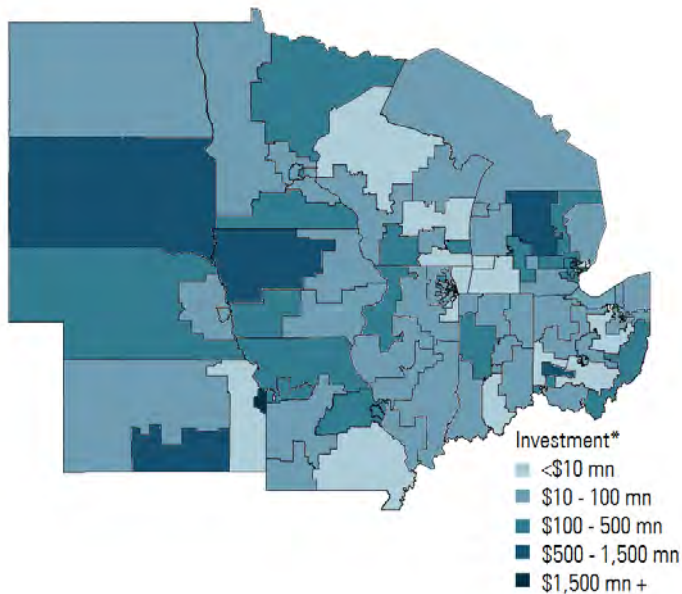 Investment*
<$10 mn
$10 - 100 mn
$100 - 500 mn
$500 - 1,500 mn
$1,500 mn +